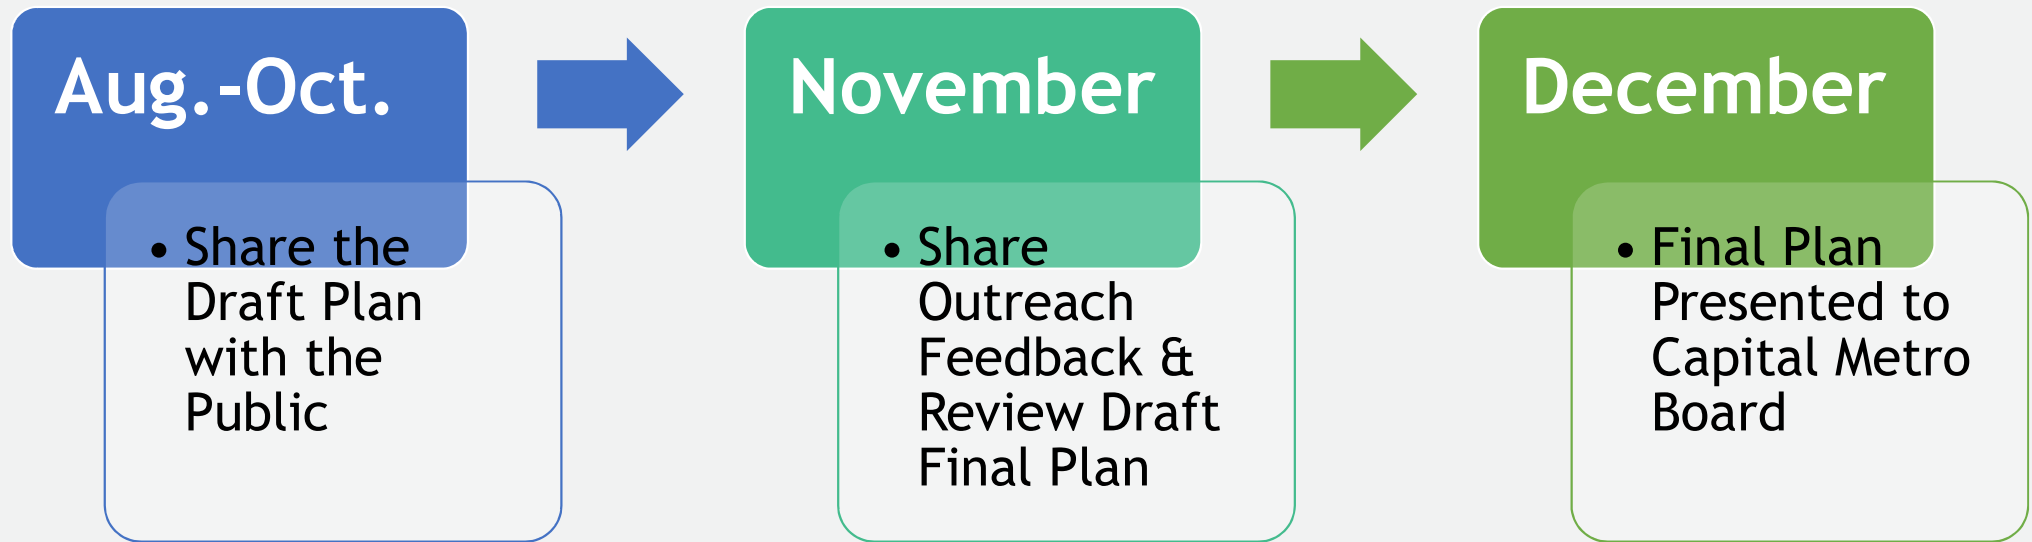 Aug.-Oct.
• Share the
Draft Plan
with the
Public
November
• Share
Outreach
Feedback &
Review Draft
Final Plan
December
• Final Plan
Presented to
Capital Metro
Board